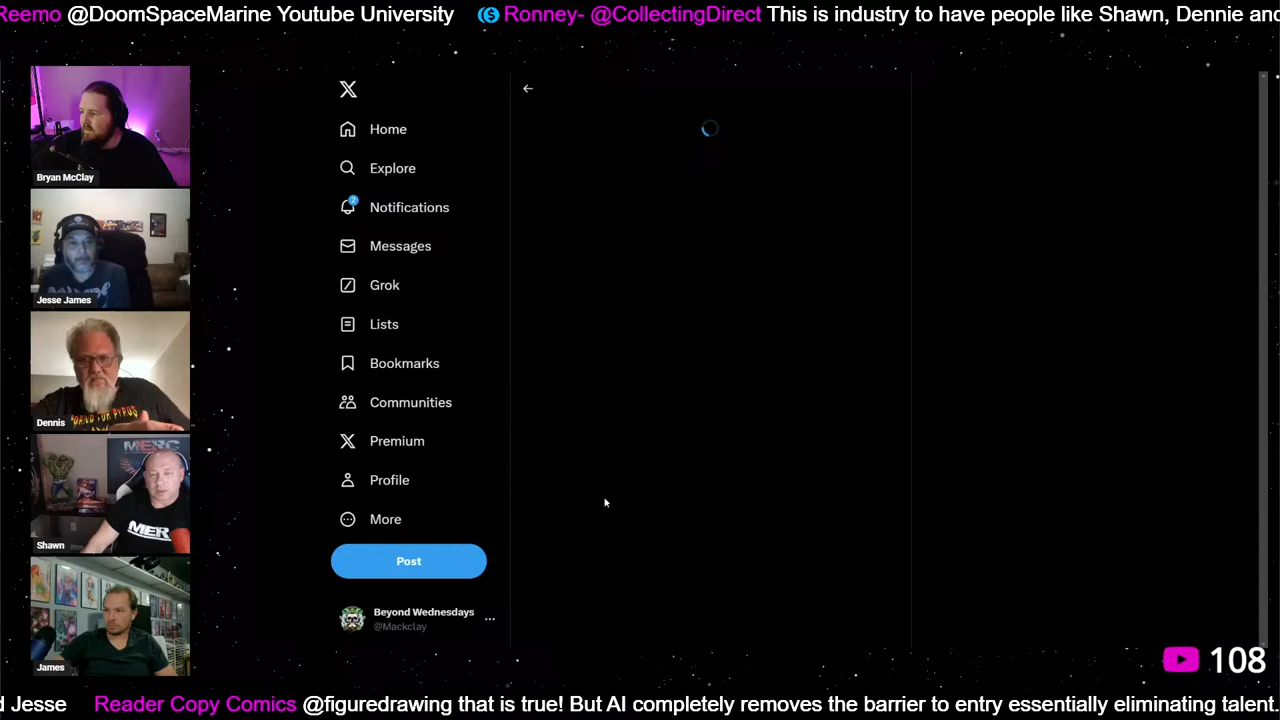 Reemo @DoomSpaceMarine Youtube University Ronney- @CollectingDirect This is industry to have people like Shawn, Dennie and
Bryan McClay
Jesse James
Dennis
MERC
MERC
Shawn
James
Home
Explore
2
Notifications
Messages
Grok
Lists
Bookmarks
Communities
Premium
Profile
More
Post
Beyond Wednesdays
@Mackclay
108
d Jesse Reader Copy Comics @figuredrawing that is true! But AI completely removes the barrier to entry essentially eliminating talent.